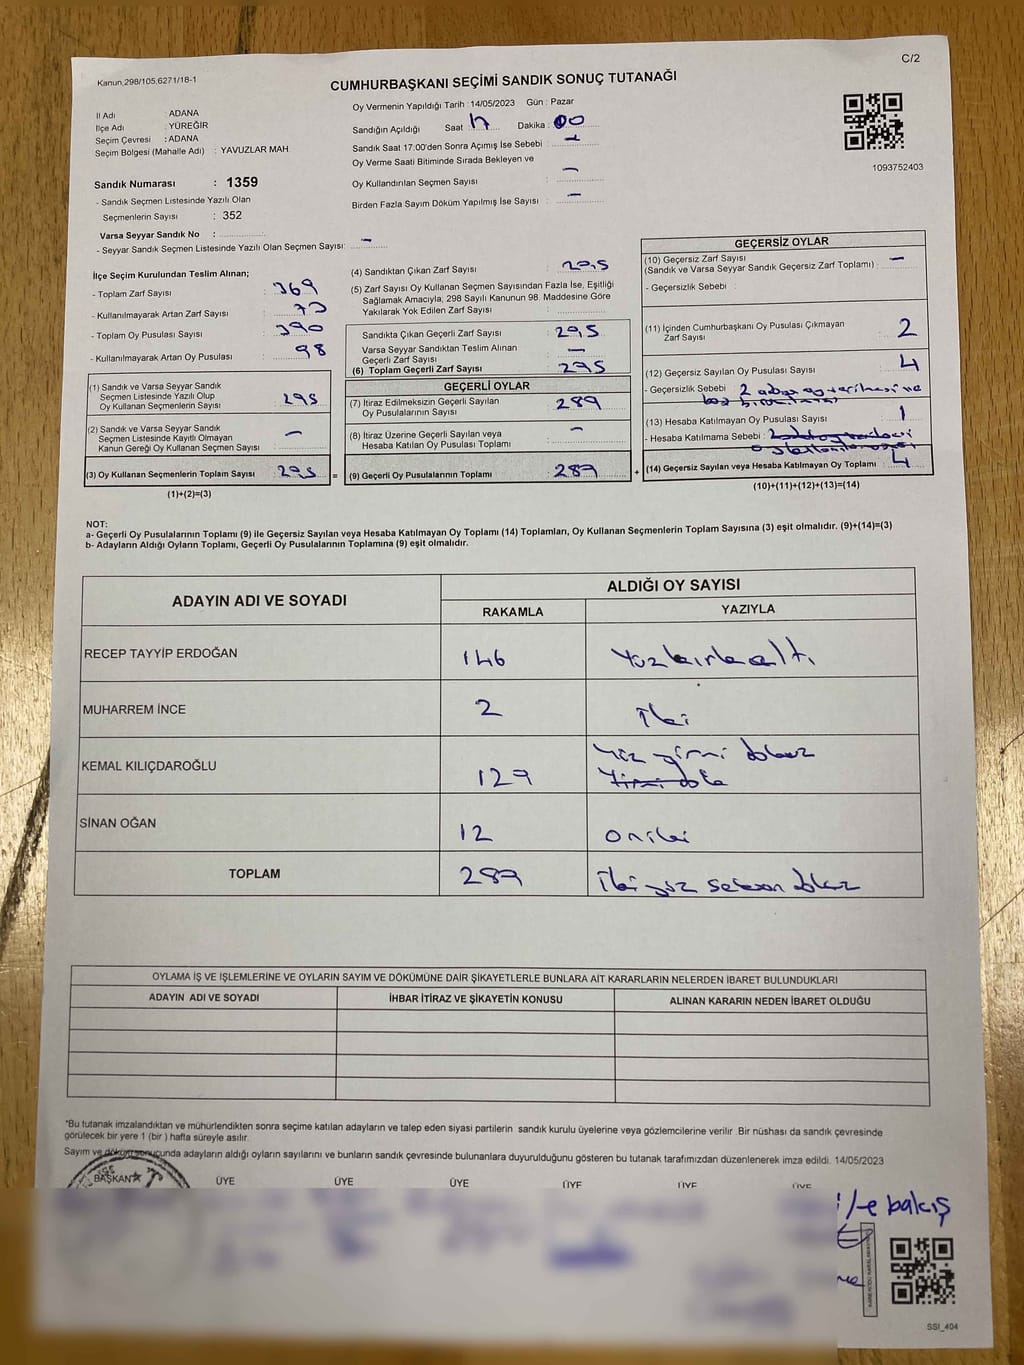 C/2
Kanun,298/105,6271/18-1
CUMHURBAŞKANI SEÇİMİ SANDIK SONUÇ TUTANAĞI
1093752403
İl Adı : ADANA
İlçe Adı : YÜREĞİR
Seçim Çevresi : ADANA
Seçim Bölgesi (Mahalle Adı) : YAVUZLAR MAH.
Sandık Numarası : 1359
- Sandık Seçmen Listesinde Yazılı Olan
Seçmenlerin Sayısı : 352
Varsa Seyyar Sandık No :
- Seyyar Sandık Seçmen Listesinde Yazılı Olan Seçmen Sayısı: -
Oy Vermenin Yapıldığı Tarih : 14/05/2023 Gün : Pazar
Sandığın Açıldığı Saat 17 Dakika : 00
Sandık Saat 17:00'den Sonra Açımış İse Sebebi : -
Oy Verme Saati Bitiminde Sırada Bekleyen ve
Oy Kullandırılan Seçmen Sayısı : -
Birden Fazla Sayım Döküm Yapılmış İse Sayısı : -
İlçe Seçim Kurulundan Teslim Alınan;
- Toplam Zarf Sayısı : 369
- Kullanılmayarak Artan Zarf Sayısı : 73
- Toplam Oy Pusulası Sayısı : 390
- Kullanılmayarak Artan Oy Pusulası : 98
(1) Sandık ve Varsa Seyyar Sandık
Seçmen Listesinde Yazılı Olup
Oy Kullanan Seçmenlerin Sayısı : 295
(2) Sandık ve Varsa Seyyar Sandık
Seçmen Listesinde Kayıtlı Olmayan
Kanun Gereği Oy Kullanan Seçmen Sayısı : -
(3) Oy Kullanan Seçmenlerin Toplam Sayısı : 295 =
(1)+(2)=(3)
(4) Sandıktan Çıkan Zarf Sayısı : 295
(5) Zarf Sayısı Oy Kullanan Seçmen Sayısından Fazla İse, Eşitliği
Sağlamak Amacıyla; 298 Sayılı Kanunun 98. Maddesine Göre
Yakılarak Yok Edilen Zarf Sayısı :
Sandıkta Çıkan Geçerli Zarf Sayısı : 295
Varsa Seyyar Sandıktan Teslim Alınan
Geçerli Zarf Sayısı : -
(6) Toplam Geçerli Zarf Sayısı : 295
GEÇERLİ OYLAR
(7) İtiraz Edilmeksizin Geçerli Sayılan
Oy Pusulalarının Sayısı : 289
(8) İtiraz Üzerine Geçerli Sayılan veya
Hesaba Katılan Oy Pusulası Toplamı : -
(9) Geçerli Oy Pusulalarının Toplamı : 289 +
GEÇERSİZ OYLAR
(10) Geçersiz Zarf Sayısı
(Sandık ve Varsa Seyyar Sandık Geçersiz Zarf Toplamı) : -
- Geçersizlik Sebebi :
(11) İçinden Cumhurbaşkanı Oy Pusulası Çıkmayan
Zarf Sayısı : 2
(12) Geçersiz Sayılan Oy Pusulası Sayısı : 4
- Geçersizlik Sebebi : 2
(13) Hesaba Katılmayan Oy Pusulası Sayısı : 1
- Hesaba Katılmama Sebebi :
(14) Geçersiz Sayılan veya Hesaba Katılmayan Oy Toplamı : 4
(10)+(11)+(12)+(13)=(14)
NOT:
a- Geçerli Oy Pusulalarının Toplamı (9) ile Geçersiz Sayılan veya Hesaba Katılmayan Oy Toplamı (14) Toplamları, Oy Kullanan Seçmenlerin Toplam Sayısına (3) eşit olmalıdır. (9)+(14)=(3)
b- Adayların Aldığı Oyların Toplamı, Geçerli Oy Pusulalarının Toplamına (9) eşit olmalıdır.
ADAYIN ADI VE SOYADI
ALDIĞI OY SAYISI
RAKAMLA YAZIYLA
RECEP TAYYİP ERDOĞAN 146 Yüzkırkaltı
MUHARREM İNCE 2 İki
KEMAL KILIÇDAROĞLU 129 Yüz yirmi dokuz
SİNAN OĞAN 12 oniki
TOPLAM 289 İkiyüz seksen dokuz
OYLAMA İŞ VE İŞLEMLERİNE VE OYLARIN SAYIM VE DÖKÜMÜNE DAİR ŞİKAYETLERLE BUNLARA AİT KARARLARIN NELERDEN İBARET BULUNDUKLARI
ADAYIN ADI VE SOYADI İHBAR İTİRAZ VE ŞİKAYETİN KONUSU ALINAN KARARIN NEDEN İBARET OLDUĞU
"Bu tutanak imzalandıktan ve mühürlendikten sonra seçime katılan adayların ve talep eden siyasi partilerin sandık kurulu üyelerine veya gözlemcilerine verilir. Bir nüshası da sandık çevresinde
görülecek bir yere 1 (bir) hafta süreyle asılır.
Sayım ve döküm sonucunda adayların aldığı oyların sayılarını ve bunların sandık çevresinde bulunanlara duyurulduğunu gösteren bu tutanak tarafımızdan düzenlenerek imza edildi. 14/05/2023
BAŞKAN ÜYE ÜYE ÜYE ÜYE ÜYE ÜYE
bakış
SSI_404